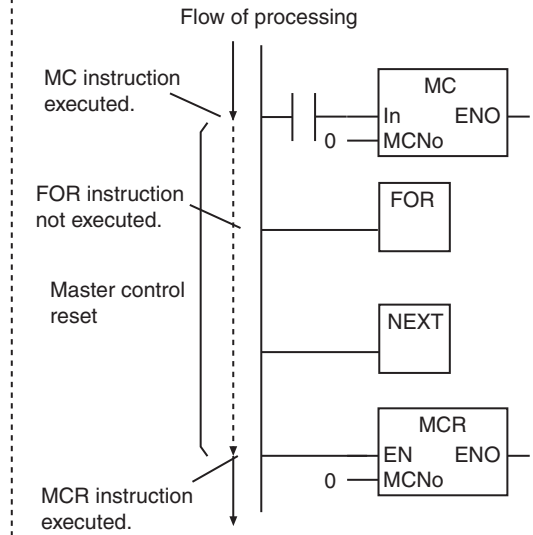 Flow of processing
MC instruction
executed.
MC
In ENO
0 MCNo
FOR instruction
not executed.
FOR
Master control
reset
NEXT
MCR
EN ENO
0 MCNo
MCR instruction
executed.